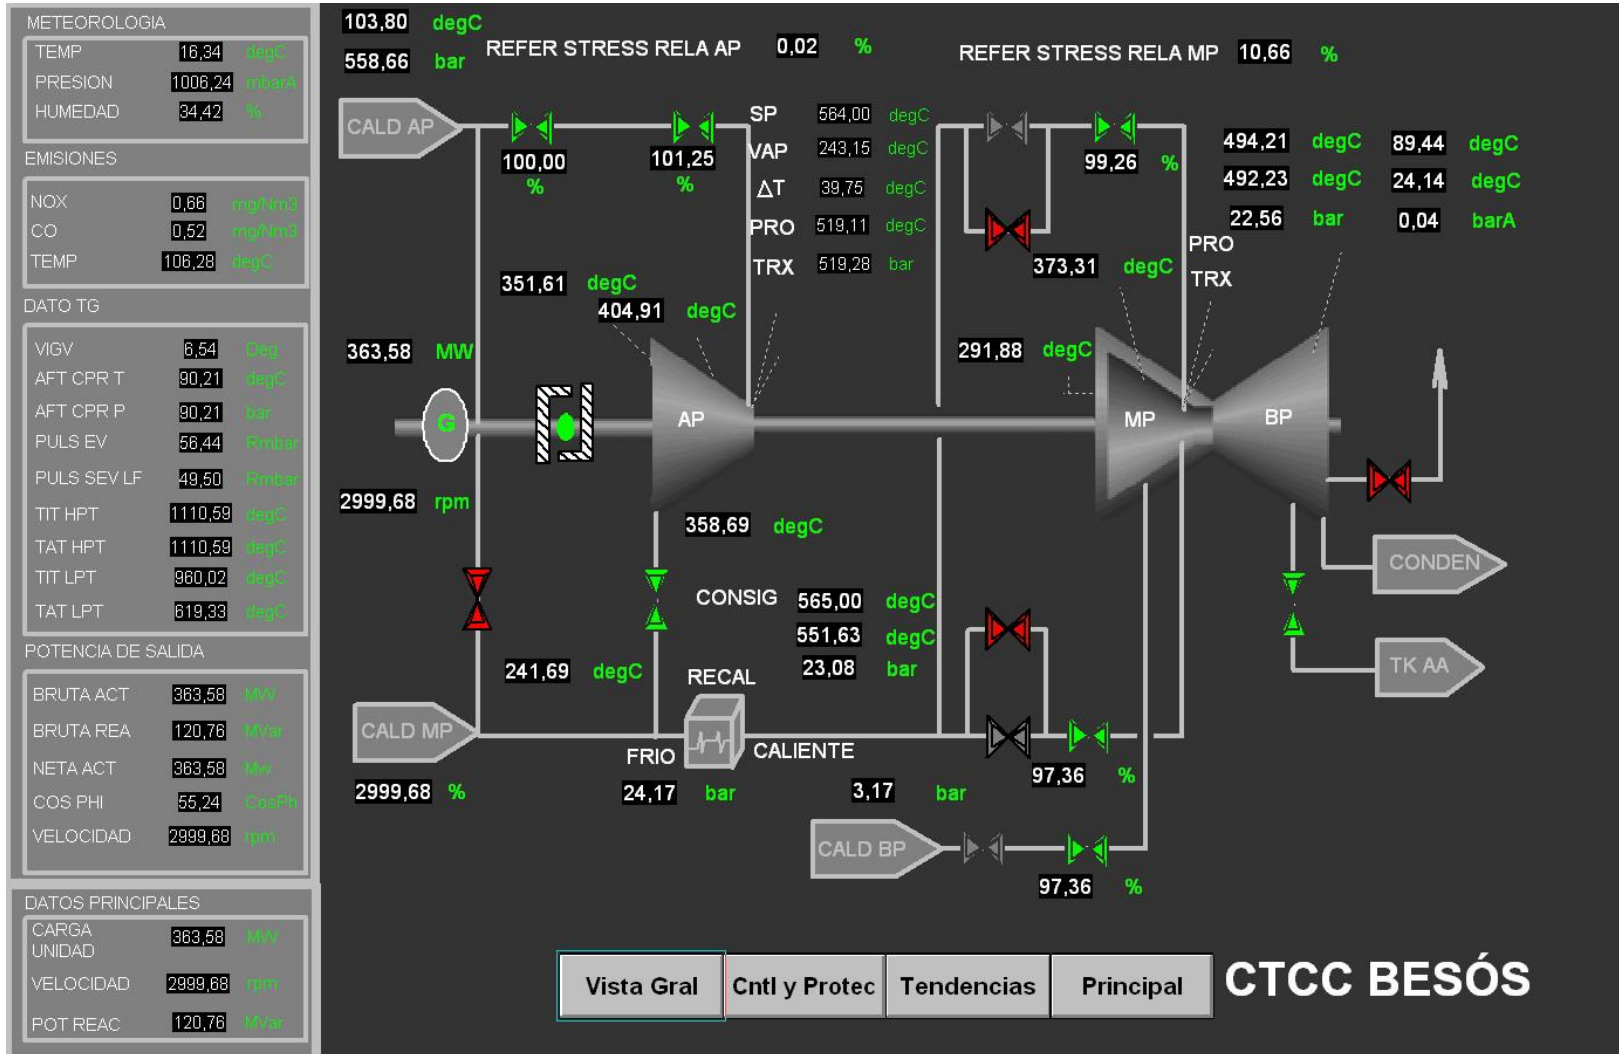 METEOROLOGIA
TEMP 16,34 degC
PRESION 1006,24 mbarA
HUMEDAD 34,42 %
EMISIONES
NOX 0,66 mg/Nm3
CO 0,52 mg/Nm3
TEMP 106,28 degC
DATO TG
VIGV 6,54 Deg
AFT CPR T 90,21 degC
AFT CPR P 90,21 bar
PULS EV 56,44 Rmbar
PULS SEV LF 49,50 Rmbar
TIT HPT 1110,59 degC
TAT HPT 1110,59 degC
TIT LPT 960,02 degC
TAT LPT 619,33 degC
POTENCIA DE SALIDA
BRUTA ACT 363,58 MW
BRUTA REA 120,76 MVar
NETA ACT 363,58 Mw
COS PHI 55,24 CosPh
VELOCIDAD 2999,68 rpm
DATOS PRINCIPALES
CARGA
UNIDAD 363,58 MW
VELOCIDAD 2999,68 rpm
POT REAC 120,76 MVar
103,80 degC
558,66 bar
REFER STRESS RELA AP 0,02 %
REFER STRESS RELA MP 10,66 %
CALD AP
100,00
%
101,25
%
SP 564,00 degC
VAP 243,15 degC
ΔT 39,75 degC
PRO 519,11 degC
TRX 519,28 bar
99,26 %
494,21 degC 89,44 degC
492,23 degC 24,14 degC
22,56 bar 0,04 barA
PRO
TRX
373,31 degC
351,61 degC
404,91 degC
363,58 MW
291,88 degC
G
AP
MP
BP
2999,68 rpm
358,69 degC
CONDEN
CONSIG 565,00 degC
551,63 degC
23,08 bar
241,69 degC
RECAL
TK AA
CALD MP
FRIO
CALIENTE
2999,68 %
24,17 bar
3,17 bar
97,36 %
CALD BP
97,36 %
Vista Gral
Cntl y Protec
Tendencias
Principal
CTCC BESÓS